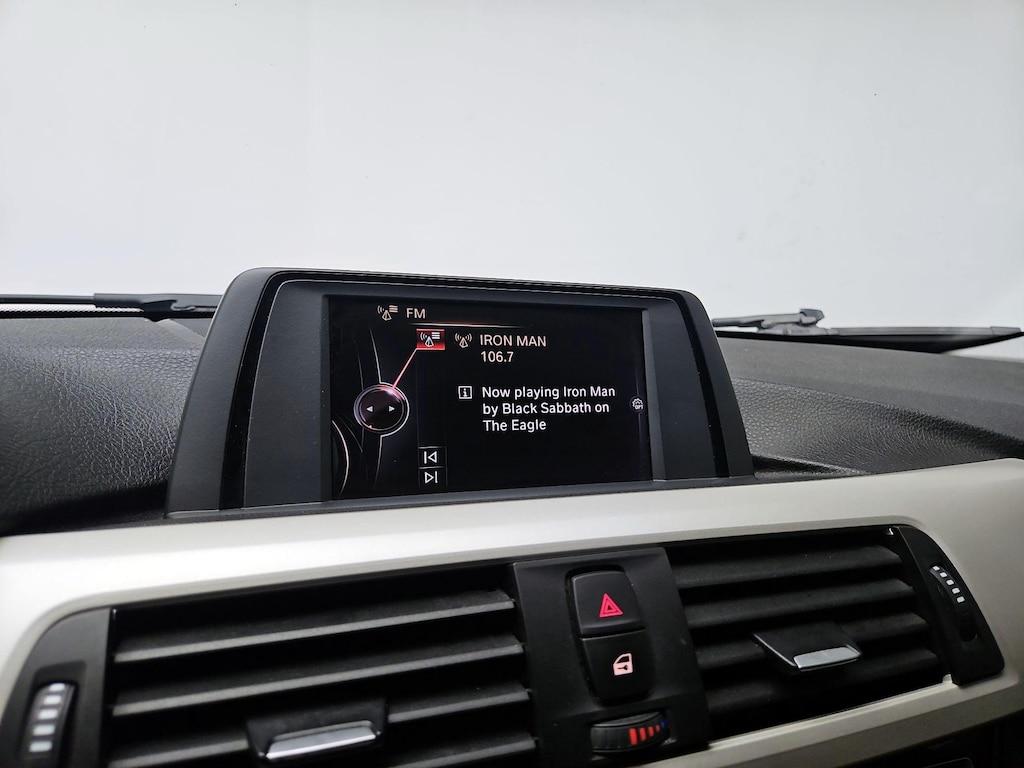 FM
IRON MAN
106.7
Now playing Iron Man
by Black Sabbath on
The Eagle